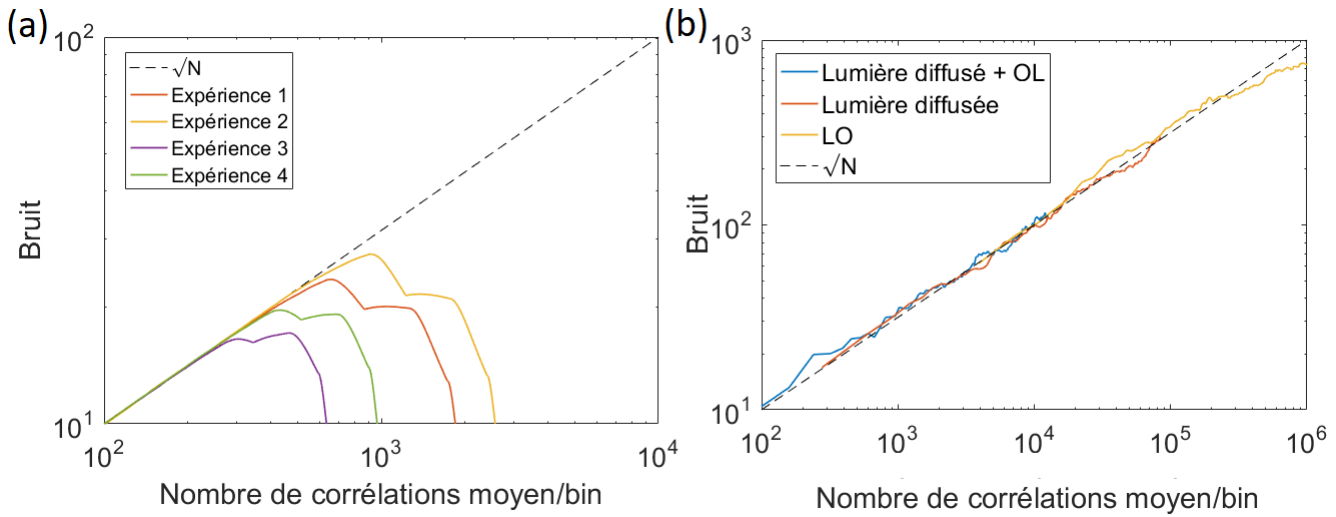 (a)
10²
√N
Expérience 1
Expérience 2
Expérience 3
Expérience 4
Bruit
10¹
10²
10³
10⁴
Nombre de corrélations moyen/bin
(b)
10³
Lumière diffusé + OL
Lumière diffusée
LO
√N
Bruit
10²
10¹
10²
10³
10⁴
10⁵
10⁶
Nombre de corrélations moyen/bin